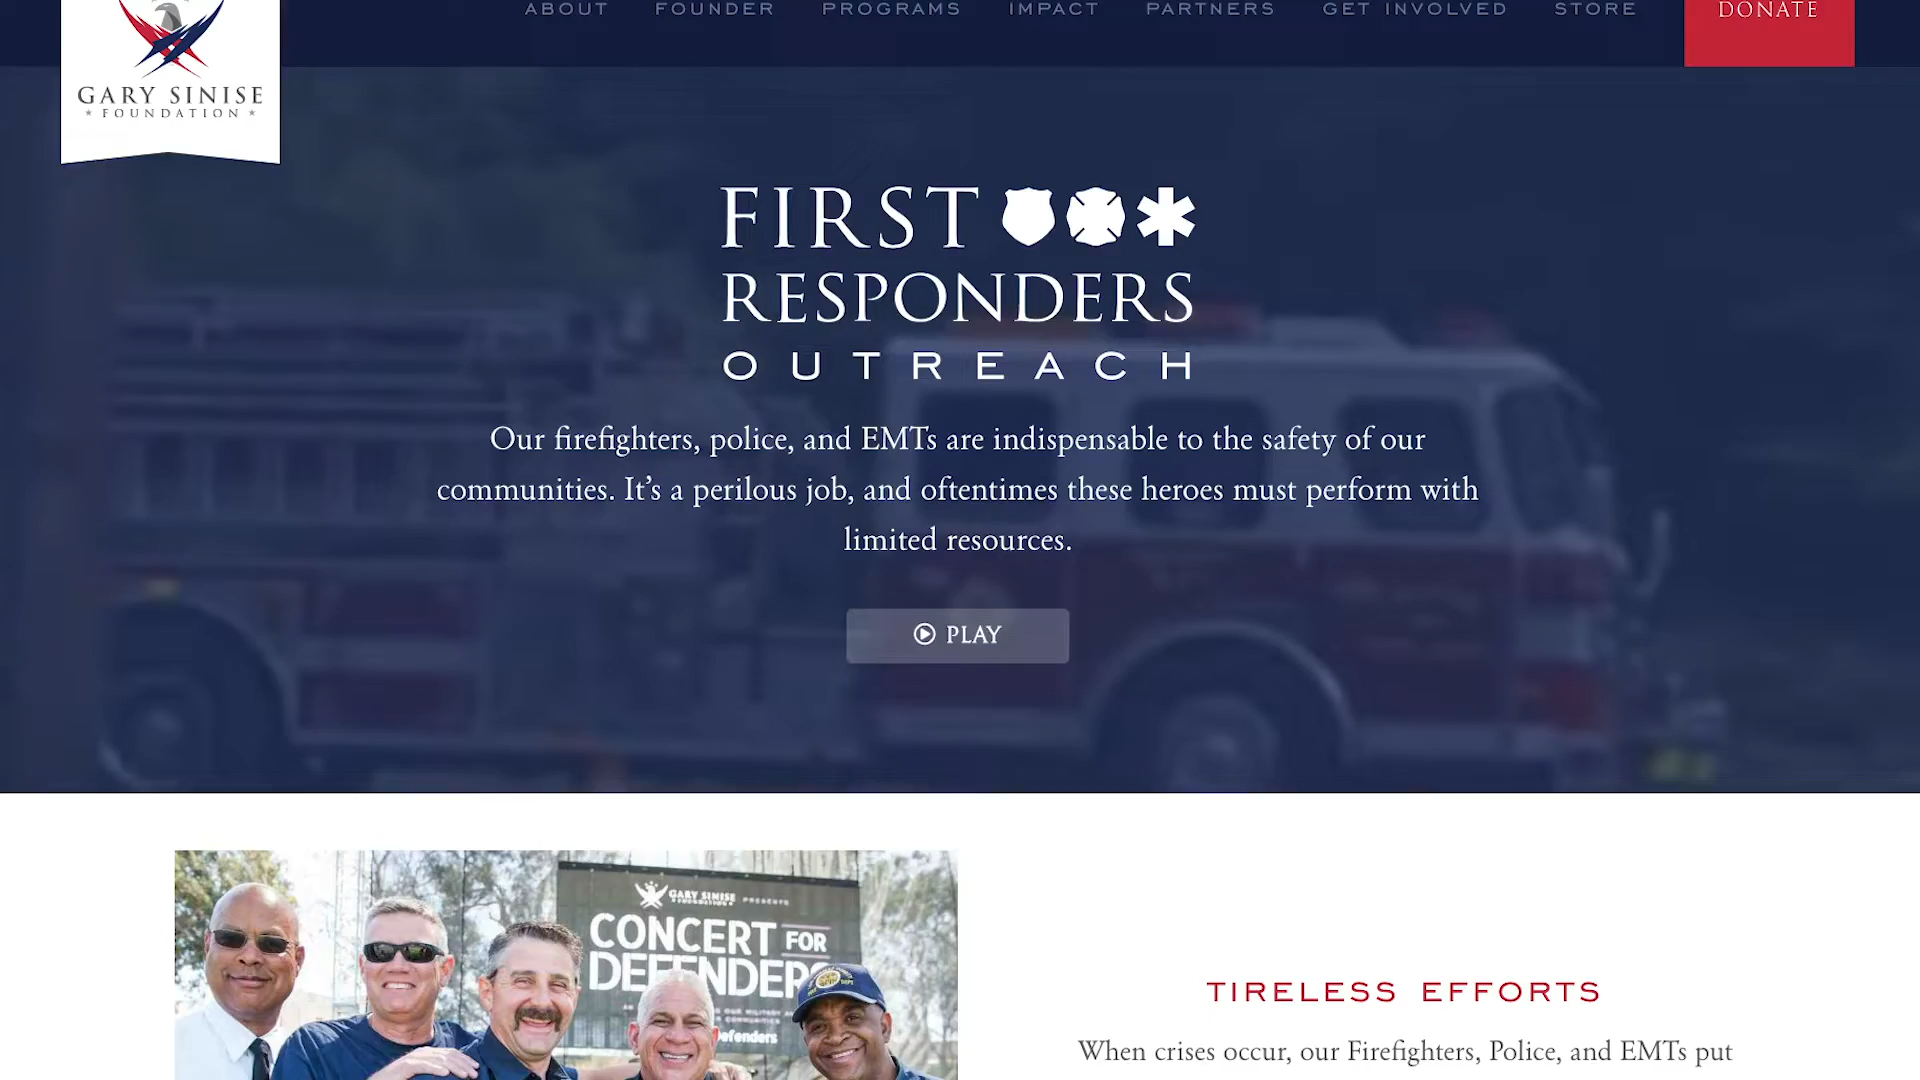 ABOUT FOUNDER PROGRAMS IMPACT PARTNERS GET INVOLVED STORE DONATE
GARY SINISE
FOUNDATION
FIRST
RESPONDERS
OUTREACH
Our firefighters, police, and EMTs are indispensable to the safety of our
communities. It’s a perilous job, and oftentimes these heroes must perform with
limited resources.
PLAY
GARY SINISE
FOUNDATION
PRESENTS
CONCERT FOR
DEFENDERS
TIRELESS EFFORTS
When crises occur, our Firefighters, Police, and EMTs put